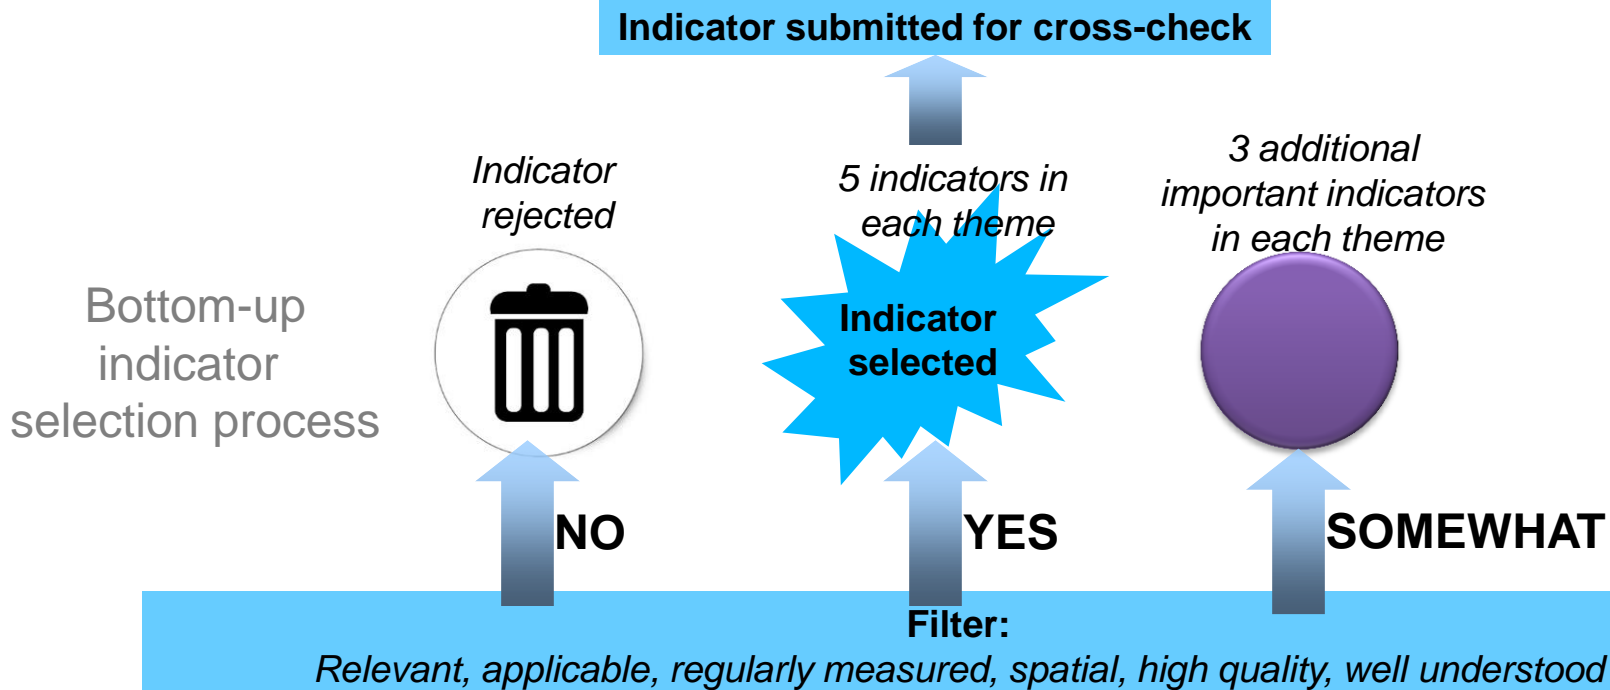 Indicator submitted for cross-check
Indicator
rejected
5 indicators in
each theme
3 additional
important indicators
in each theme
Bottom-up
indicator
selection process
Indicator
selected
NO
YES
SOMEWHAT
Filter:
Relevant, applicable, regularly measured, spatial, high quality, well understood